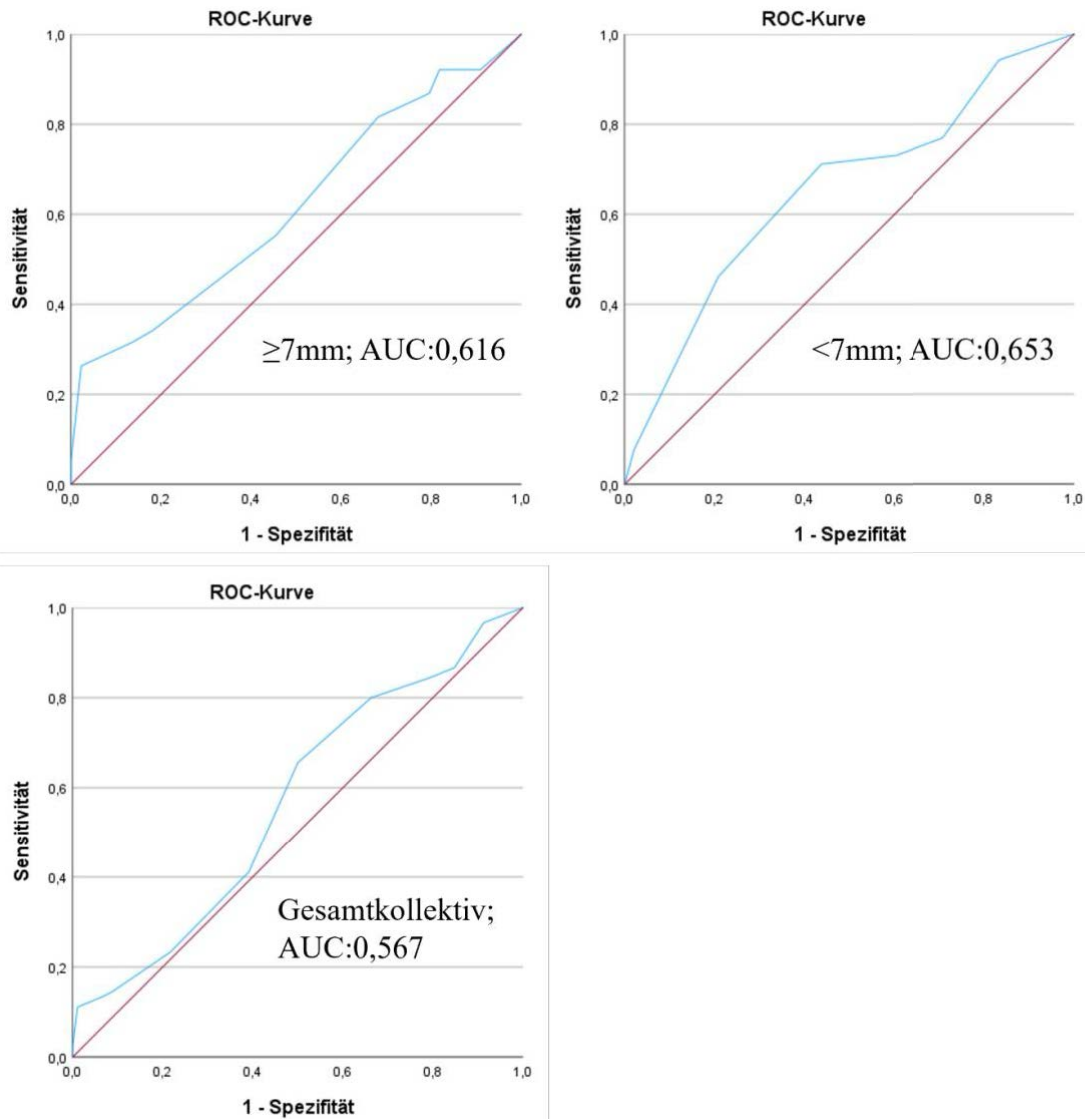 ROC-Kurve
1,0
0,8
0,6
0,4
0,2
0,0
Sensitivität
≥7mm; AUC:0,616
0,0 0,2 0,4 0,6 0,8 1,0
1 - Spezifität
ROC-Kurve
1,0
0,8
0,6
0,4
0,2
0,0
Sensitivität
<7mm; AUC:0,653
0,0 0,2 0,4 0,6 0,8 1,0
1 - Spezifität
ROC-Kurve
1,0
0,8
0,6
0,4
0,2
0,0
Sensitivität
Gesamtkollektiv;
AUC:0,567
0,0 0,2 0,4 0,6 0,8 1,0
1 - Spezifität